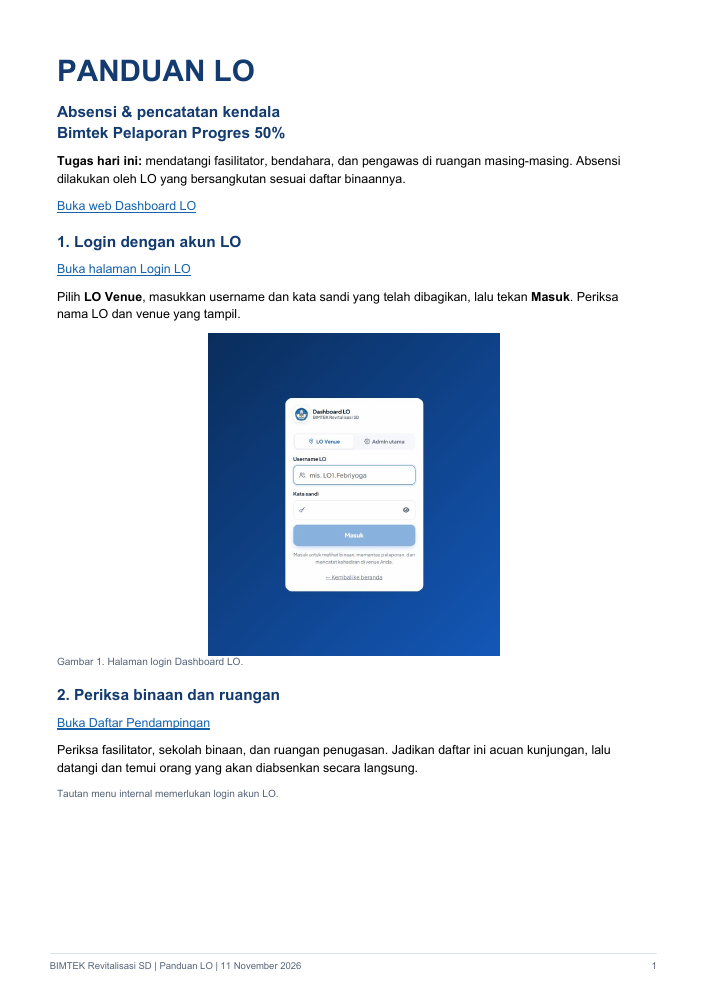 PANDUAN LO
Absensi & pencatatan kendala
Bimtek Pelaporan Progres 50%
Tugas hari ini: mendatangi fasilitator, bendahara, dan pengawas di ruangan masing-masing. Absensi
dilakukan oleh LO yang bersangkutan sesuai daftar binaannya.
Buka web Dashboard LO
1. Login dengan akun LO
Buka halaman Login LO
Pilih LO Venue, masukkan username dan kata sandi yang telah dibagikan, lalu tekan Masuk. Periksa
nama LO dan venue yang tampil.
Dashboard LO
BIMTEK Revitalisasi SD
LO Venue
Admin utama
Username LO
mis. LO1.Febriyoga
Kata sandi
Masuk
Masuk untuk melihat binaan, memantau pelaporan, dan
mencatat kehadiran di venue Anda.
← Kembali ke beranda
Gambar 1. Halaman login Dashboard LO.
2. Periksa binaan dan ruangan
Buka Daftar Pendampingan
Periksa fasilitator, sekolah binaan, dan ruangan penugasan. Jadikan daftar ini acuan kunjungan, lalu
datangi dan temui orang yang akan diabsenkan secara langsung.
Tautan menu internal memerlukan login akun LO.
BIMTEK Revitalisasi SD | Panduan LO | 11 November 2026
1